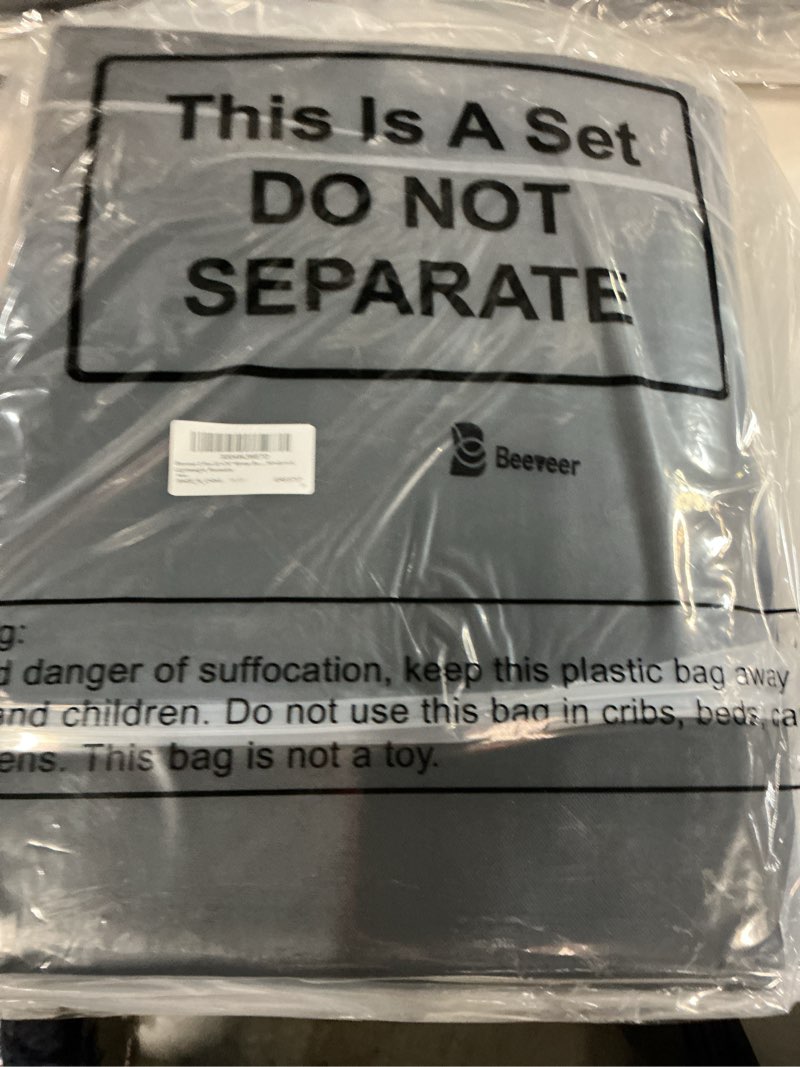 This Is A Set
DO NOT
SEPARATE
Beeveer
g:
d danger of suffocation, keep this plastic bag away
and children. Do not use this bag in cribs, beds, ca
ens. This bag is not a toy.